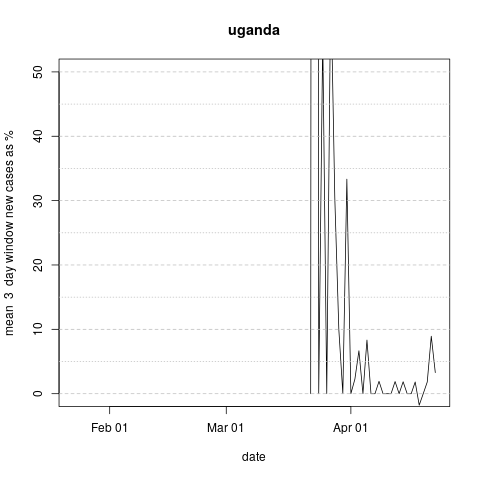 uganda
mean 3 day window new cases as %
50
40
30
20
10
0
Feb 01
Mar 01
Apr 01
date